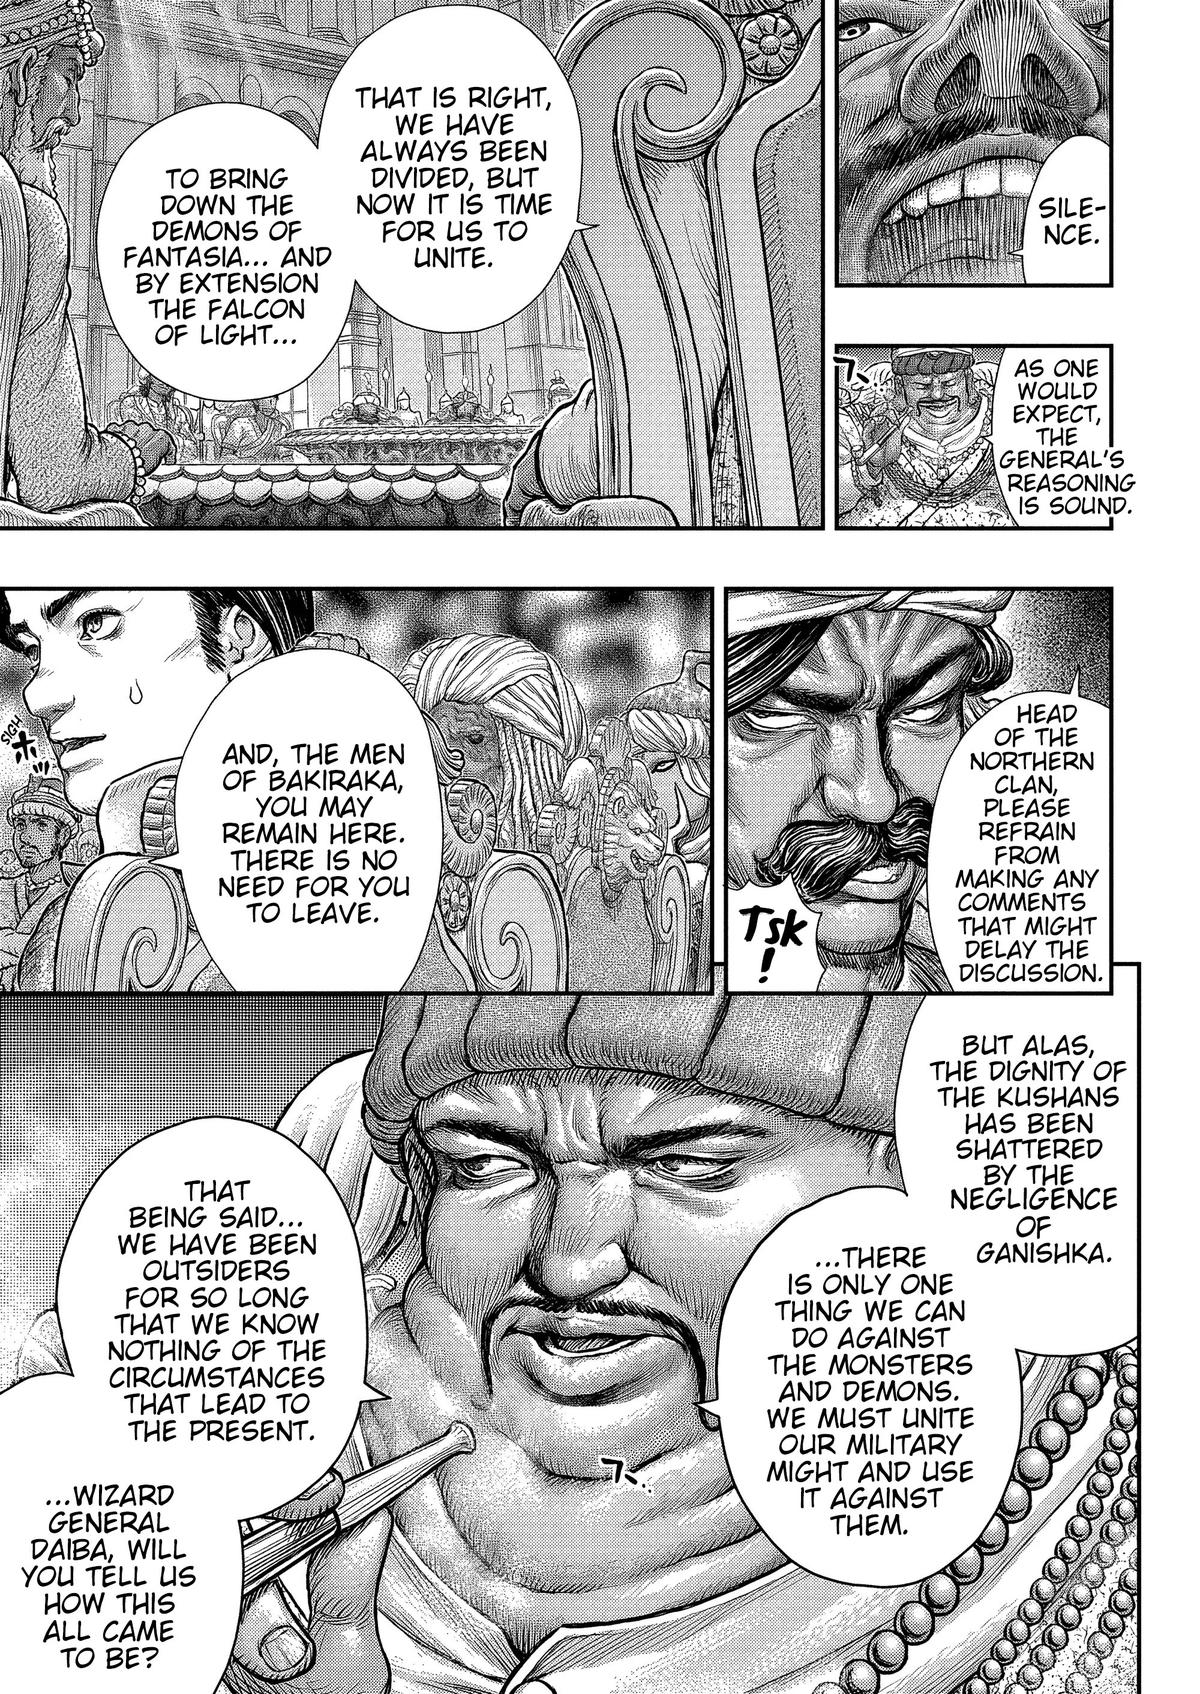 SILE-
NCE.
AS ONE
WOULD
EXPECT,
THE
GENERAL'S
REASONING
IS SOUND.
THAT IS RIGHT,
WE HAVE
ALWAYS BEEN
DIVIDED, BUT
NOW IT IS TIME
FOR US TO
UNITE.
TO BRING
DOWN THE
DEMONS OF
FANTASIA... AND
BY EXTENSION
THE FALCON
OF LIGHT...
HEAD
OF THE
NORTHERN
CLAN,
PLEASE
REFRAIN
FROM
MAKING ANY
COMMENTS
THAT MIGHT
DELAY THE
DISCUSSION.
TSK
!
AND, THE MEN
OF BAKIRAKA,
YOU MAY
REMAIN HERE.
THERE IS NO
NEED FOR YOU
TO LEAVE.
SIGH
BUT ALAS,
THE DIGNITY OF
THE KUSHANS
HAS BEEN
SHATTERED
BY THE
NEGLIGENCE
OF
GANISHKA.
...THERE
IS ONLY ONE
THING WE CAN
DO AGAINST
THE MONSTERS
AND DEMONS.
WE MUST UNITE
OUR MILITARY
MIGHT AND USE
IT AGAINST
THEM.
THAT
BEING SAID...
WE HAVE BEEN
OUTSIDERS
FOR SO LONG
THAT WE KNOW
NOTHING OF THE
CIRCUMSTANCES
THAT LEAD TO
THE PRESENT.
...WIZARD
GENERAL
DAIBA, WILL
YOU TELL US
HOW THIS
ALL CAME
TO BE?